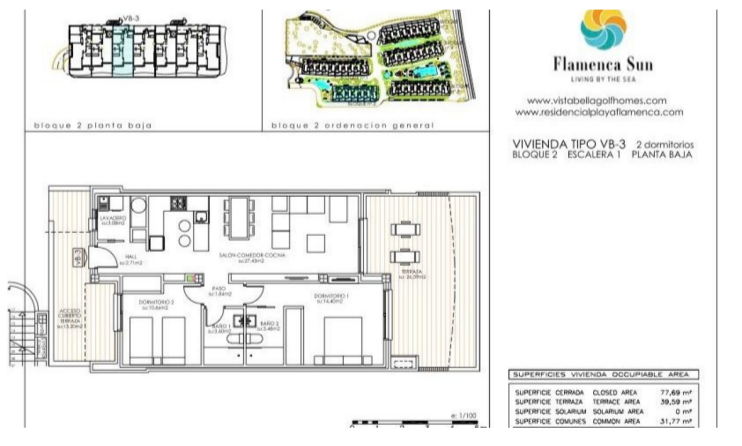 VB-3
bloque 2 planta baja
bloque 2 ordenacion general
Flamenca Sun
LIVING BY THE SEA
www.vistabellagolfhomes.com
www.residencialplayaflamenca.com
VIVIENDA TIPO VB-3 2 dormitorios
BLOQUE 2 ESCALERA 1 PLANTA BAJA
LAVADERO
HALL
SALON-COMEDOR-COCINA
TERRAZA
VB-3
ACCESO
CUBIERTO
TERRAZA
DORMITORIO 2
PASO
DORMITORIO 1
BAÑO 1
BAÑO 2
e: 1/100
SUPERFICIES VIVIENDA OCCUPIABLE AREA
SUPERFICIE CERRADA CLOSED AREA 77,69 m²
SUPERFICIE TERRAZA TERRACE AREA 39,59 m²
SUPERFICIE SOLARIUM SOLARIUM AREA 0 m²
SUPERFICIE COMUNES COMMON AREA 31,77 m²